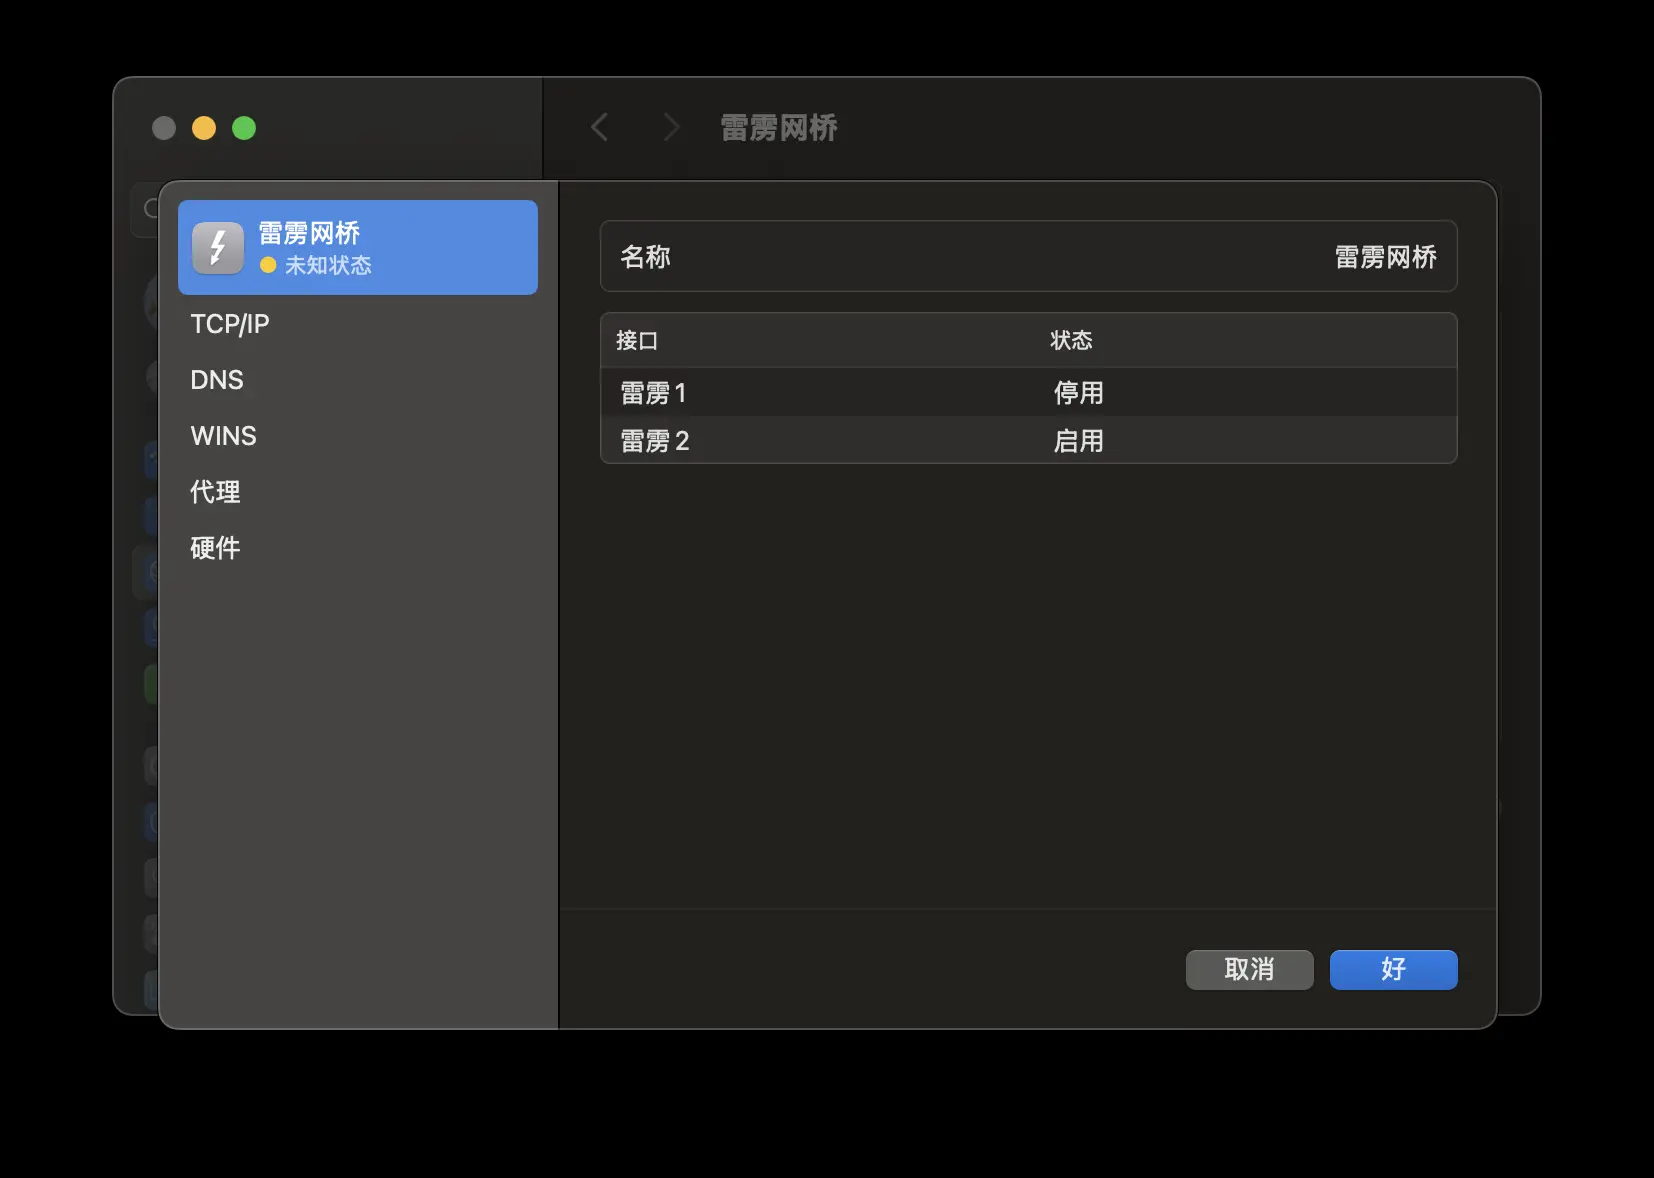 雷雳网桥
雷雳网桥
未知状态
TCP/IP
DNS
WINS
代理
硬件
名称 雷雳网桥
接口 状态
雷雳 1 停用
雷雳 2 启用
取消 好